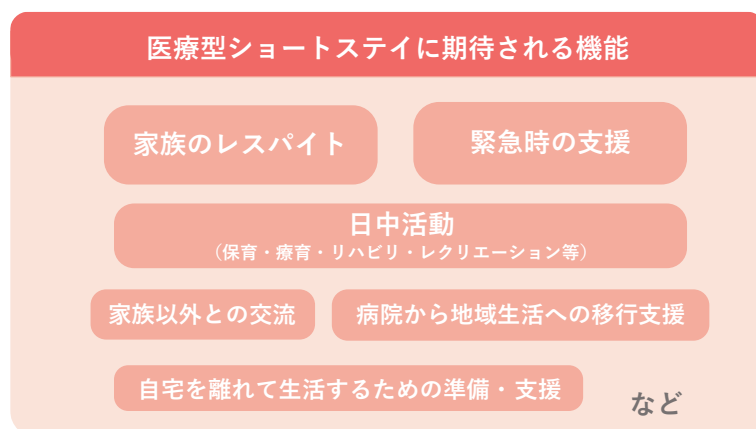 医療型ショートステイに期待される機能
家族のレスパイト
緊急時の支援
日中活動
（保育・療育・リハビリ・レクリエーション等）
家族以外との交流
病院から地域生活への移行支援
自宅を離れて生活するための準備・支援
など